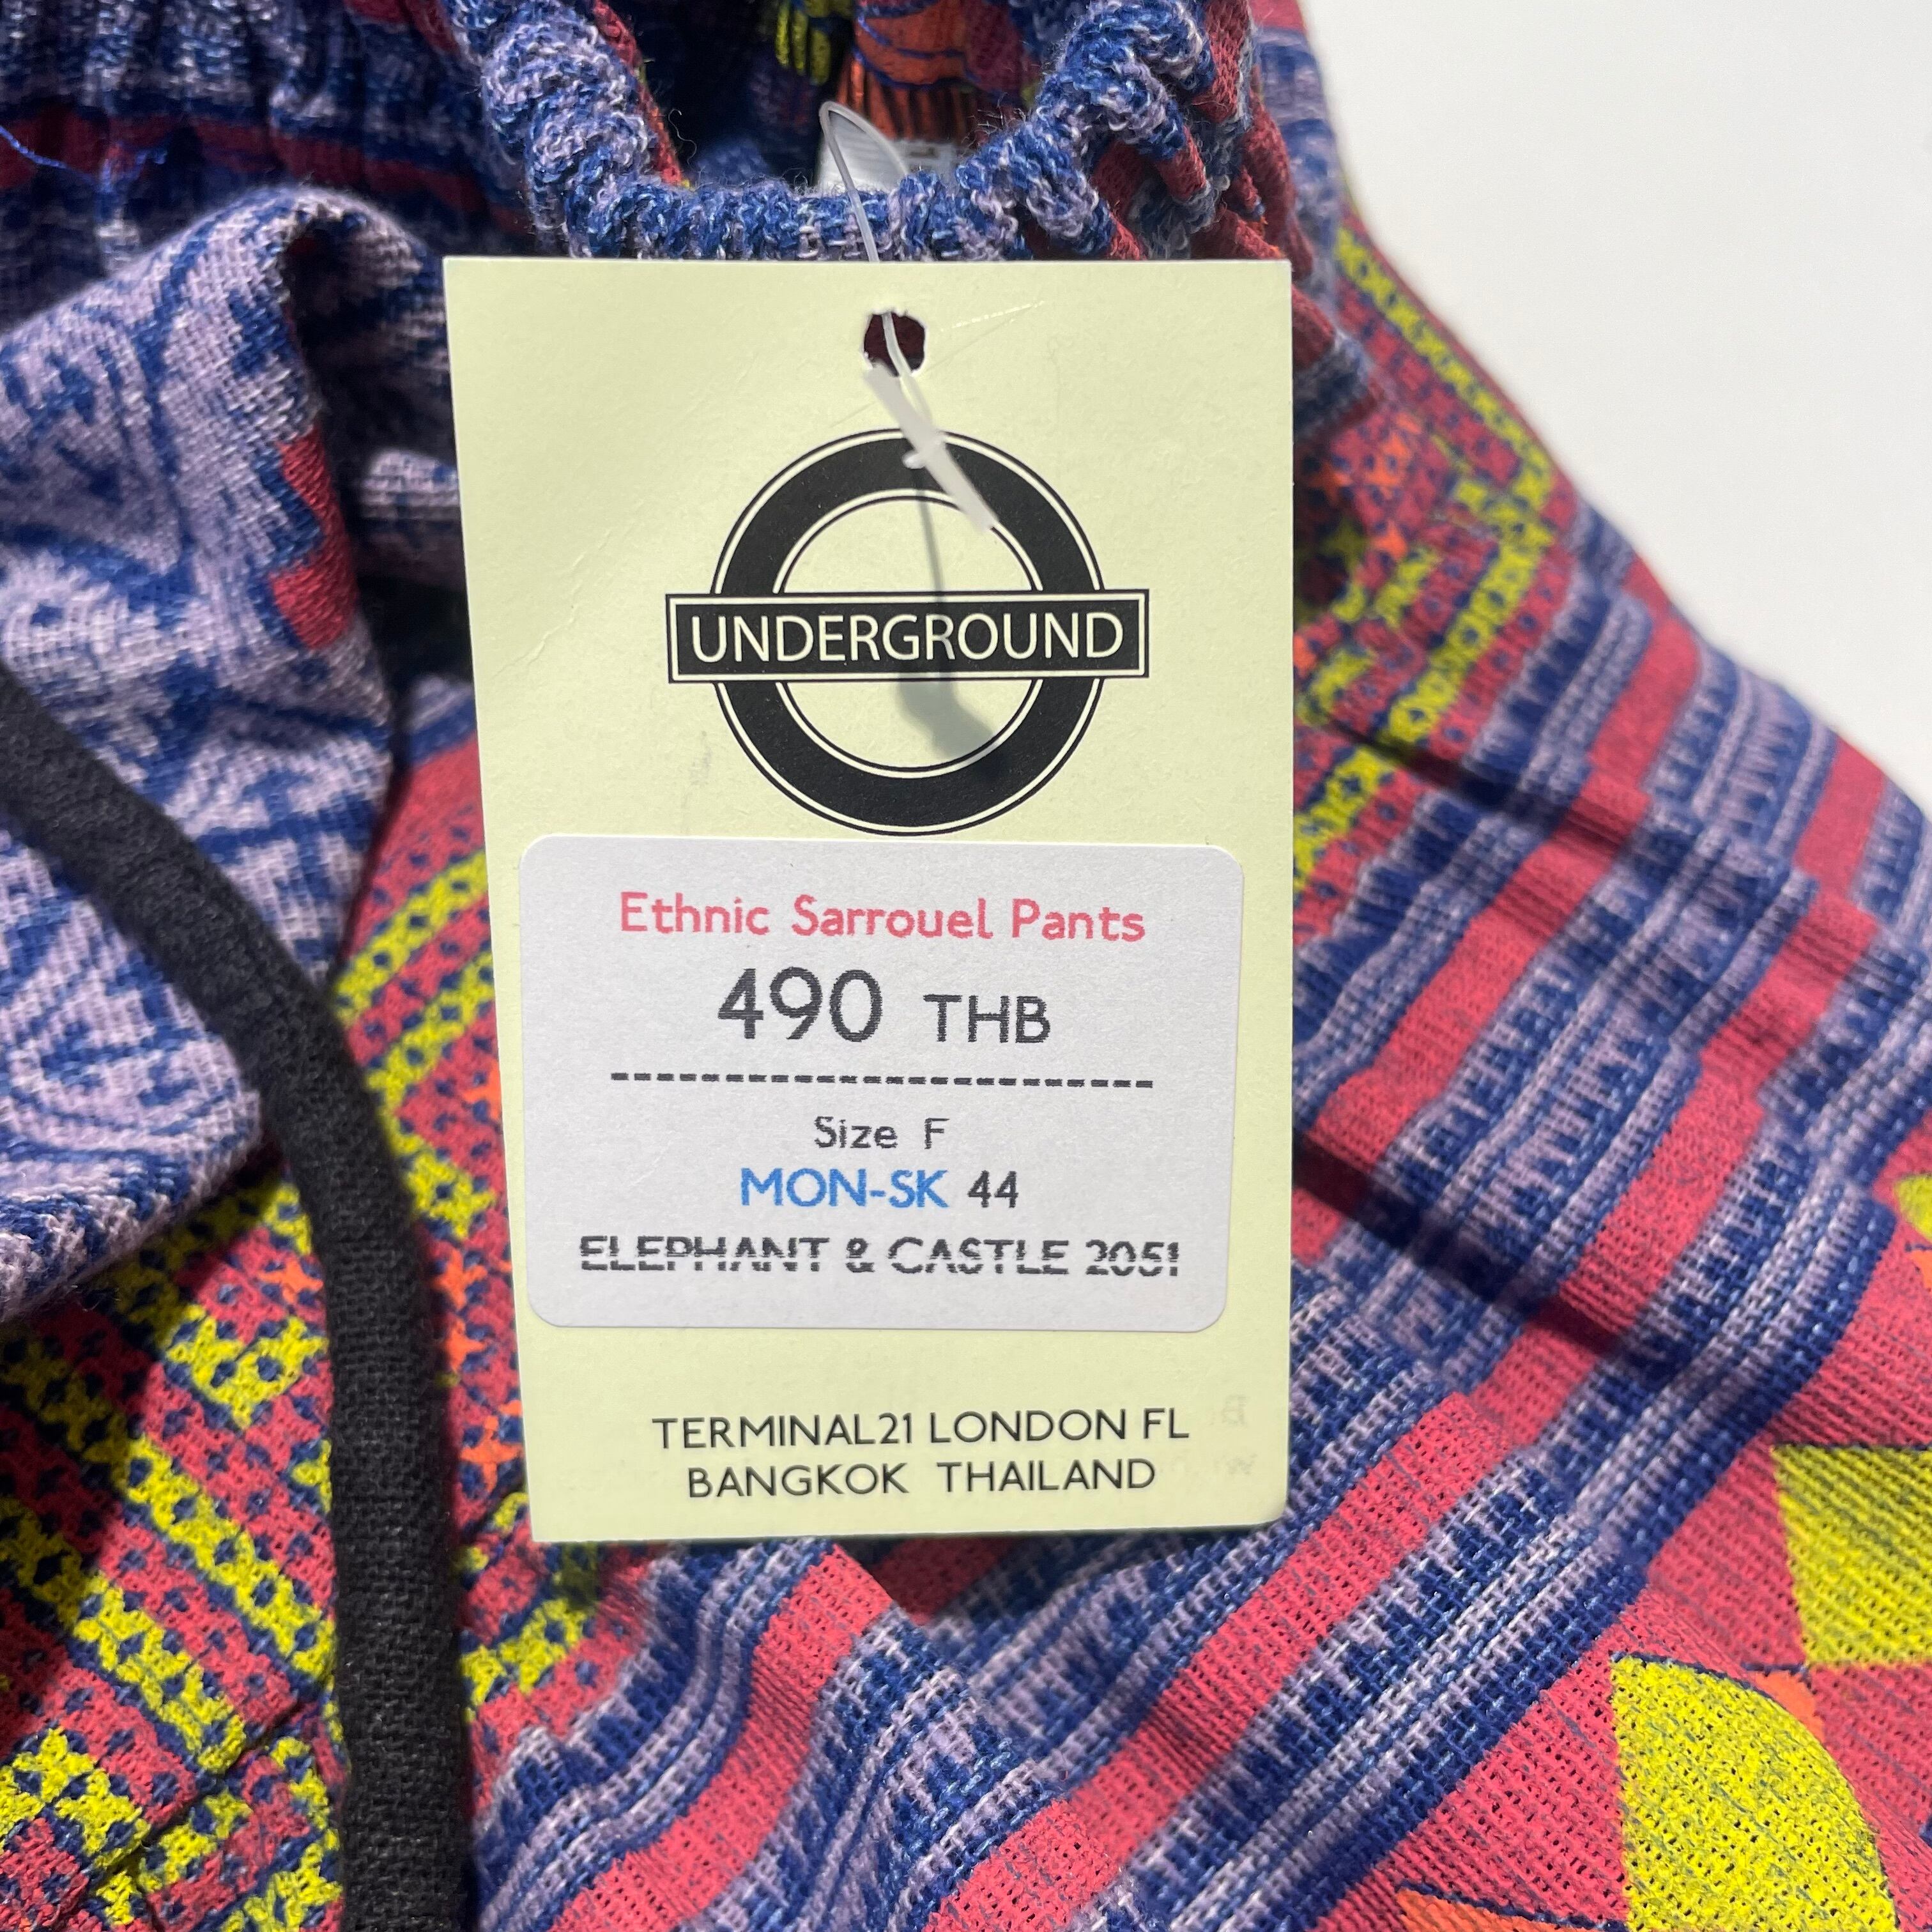 UNDERGROUND
Ethnic Sarrouel Pants
490 THB
--------------------------
Size F
MON-SK 44
ELEPHANT & CASTLE 2051
TERMINAL21 LONDON FL
BANGKOK THAILAND